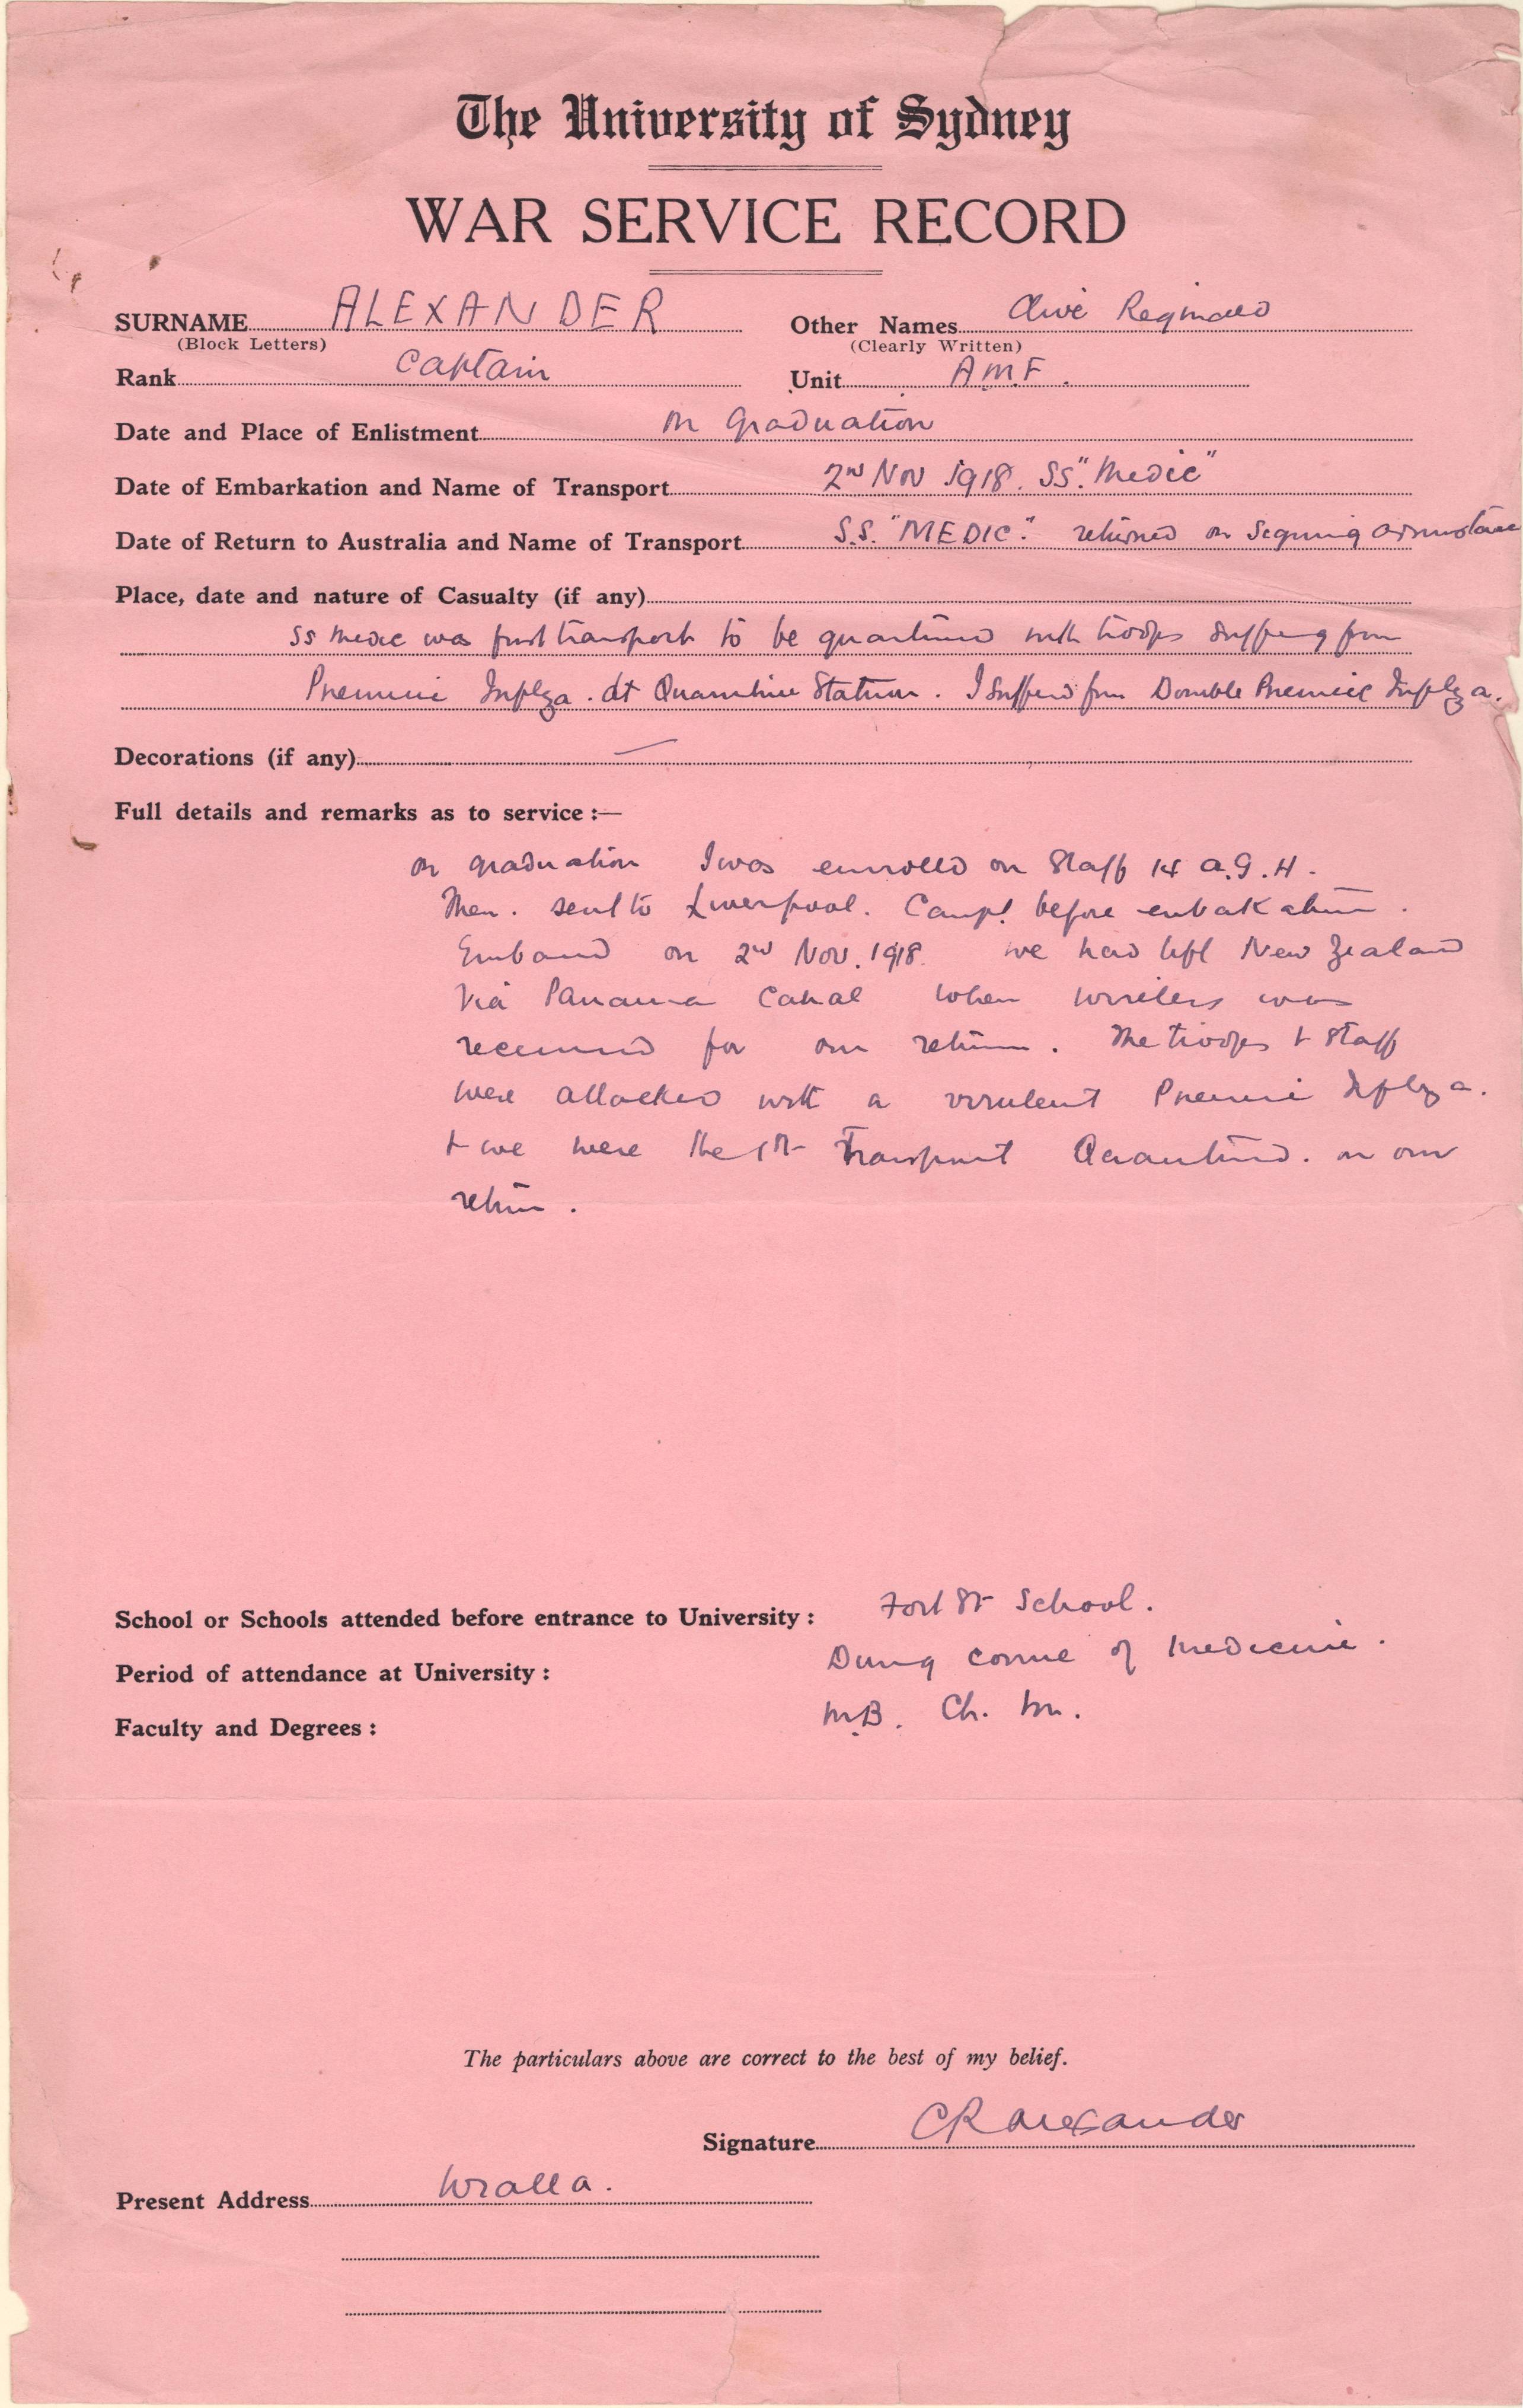 The University of Sydney
WAR SERVICE RECORD
SURNAME ALEXANDER Other Names Clive Reginald
(Block Letters) (Clearly Written)
Rank Captain Unit A.M.F.
Date and Place of Enlistment on Graduation
Date of Embarkation and Name of Transport 2nd Nov 1918. SS. "Medic"
Date of Return to Australia and Name of Transport S.S. "MEDIC". returned on Signing Armistice
Place, date and nature of Casualty (if any)
SS Medic was first transport to be quarantined with troops suffering from
Pneumonic Influenza. at Quarantine Station. I suffered from Double Pneumonic Influenza.
Decorations (if any) —
Full details and remarks as to service :—
on graduation I was enrolled on Staff 14 A.G.H.
Then. sent to Liverpool. Camp. before embarkation.
Embarked on 2nd Nov. 1918. we had left New Zealand
via Panama Canal when wireless was
received for our return. The troops & Staff
were attacked with a virulent Pneumonic Influenza.
& we were the 1st Transport Quarantined. on our
return.
School or Schools attended before entrance to University : Fort St School.
Period of attendance at University : During course of Medicine.
Faculty and Degrees : M.B. Ch. M.
The particulars above are correct to the best of my belief.
Signature CR Alexander
Present Address Uralla.